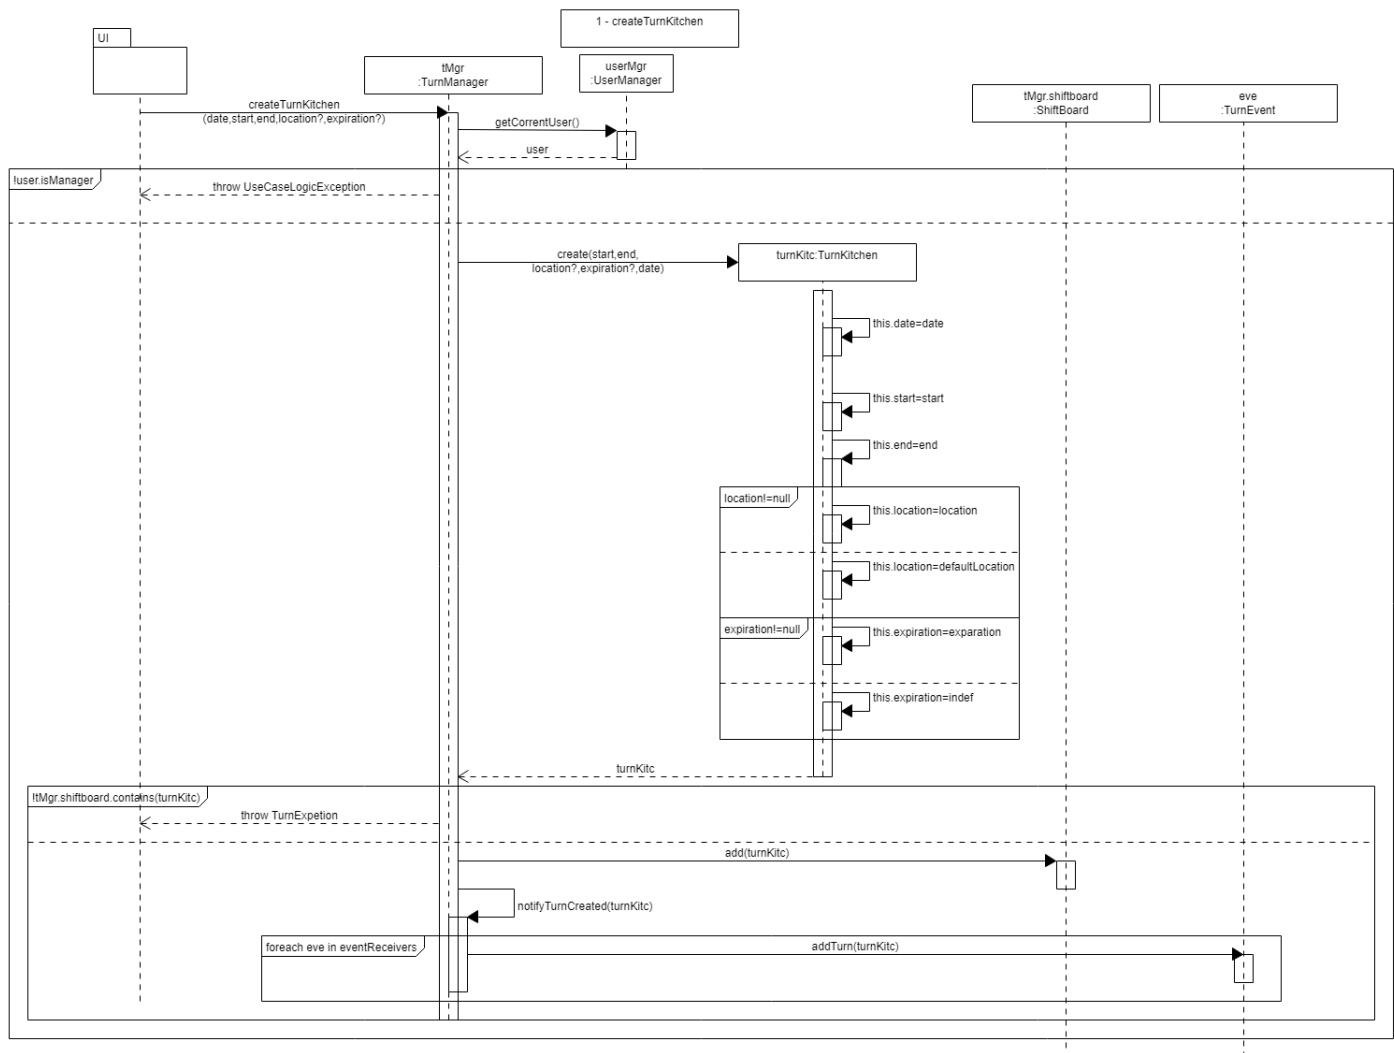 1 - createTurnKitchen
UI
tMgr
:TurnManager
userMgr
:UserManager
tMgr.shiftboard
:ShiftBoard
eve
:TurnEvent
createTurnKitchen
(date,start,end,location?,expiration?)
getCorrentUser()
user
!user.isManager
throw UseCaseLogicException
create(start,end,
location?,expiration?,date)
turnKitc:TurnKitchen
this.date=date
this.start=start
this.end=end
location!=null
this.location=location
this.location=defaultLocation
expiration!=null
this.expiration=exparation
this.expiration=indef
turnKitc
!tMgr.shiftboard.contains(turnKitc)
throw TurnExpetion
add(turnKitc)
notifyTurnCreated(turnKitc)
foreach eve in eventReceivers
addTurn(turnKitc)